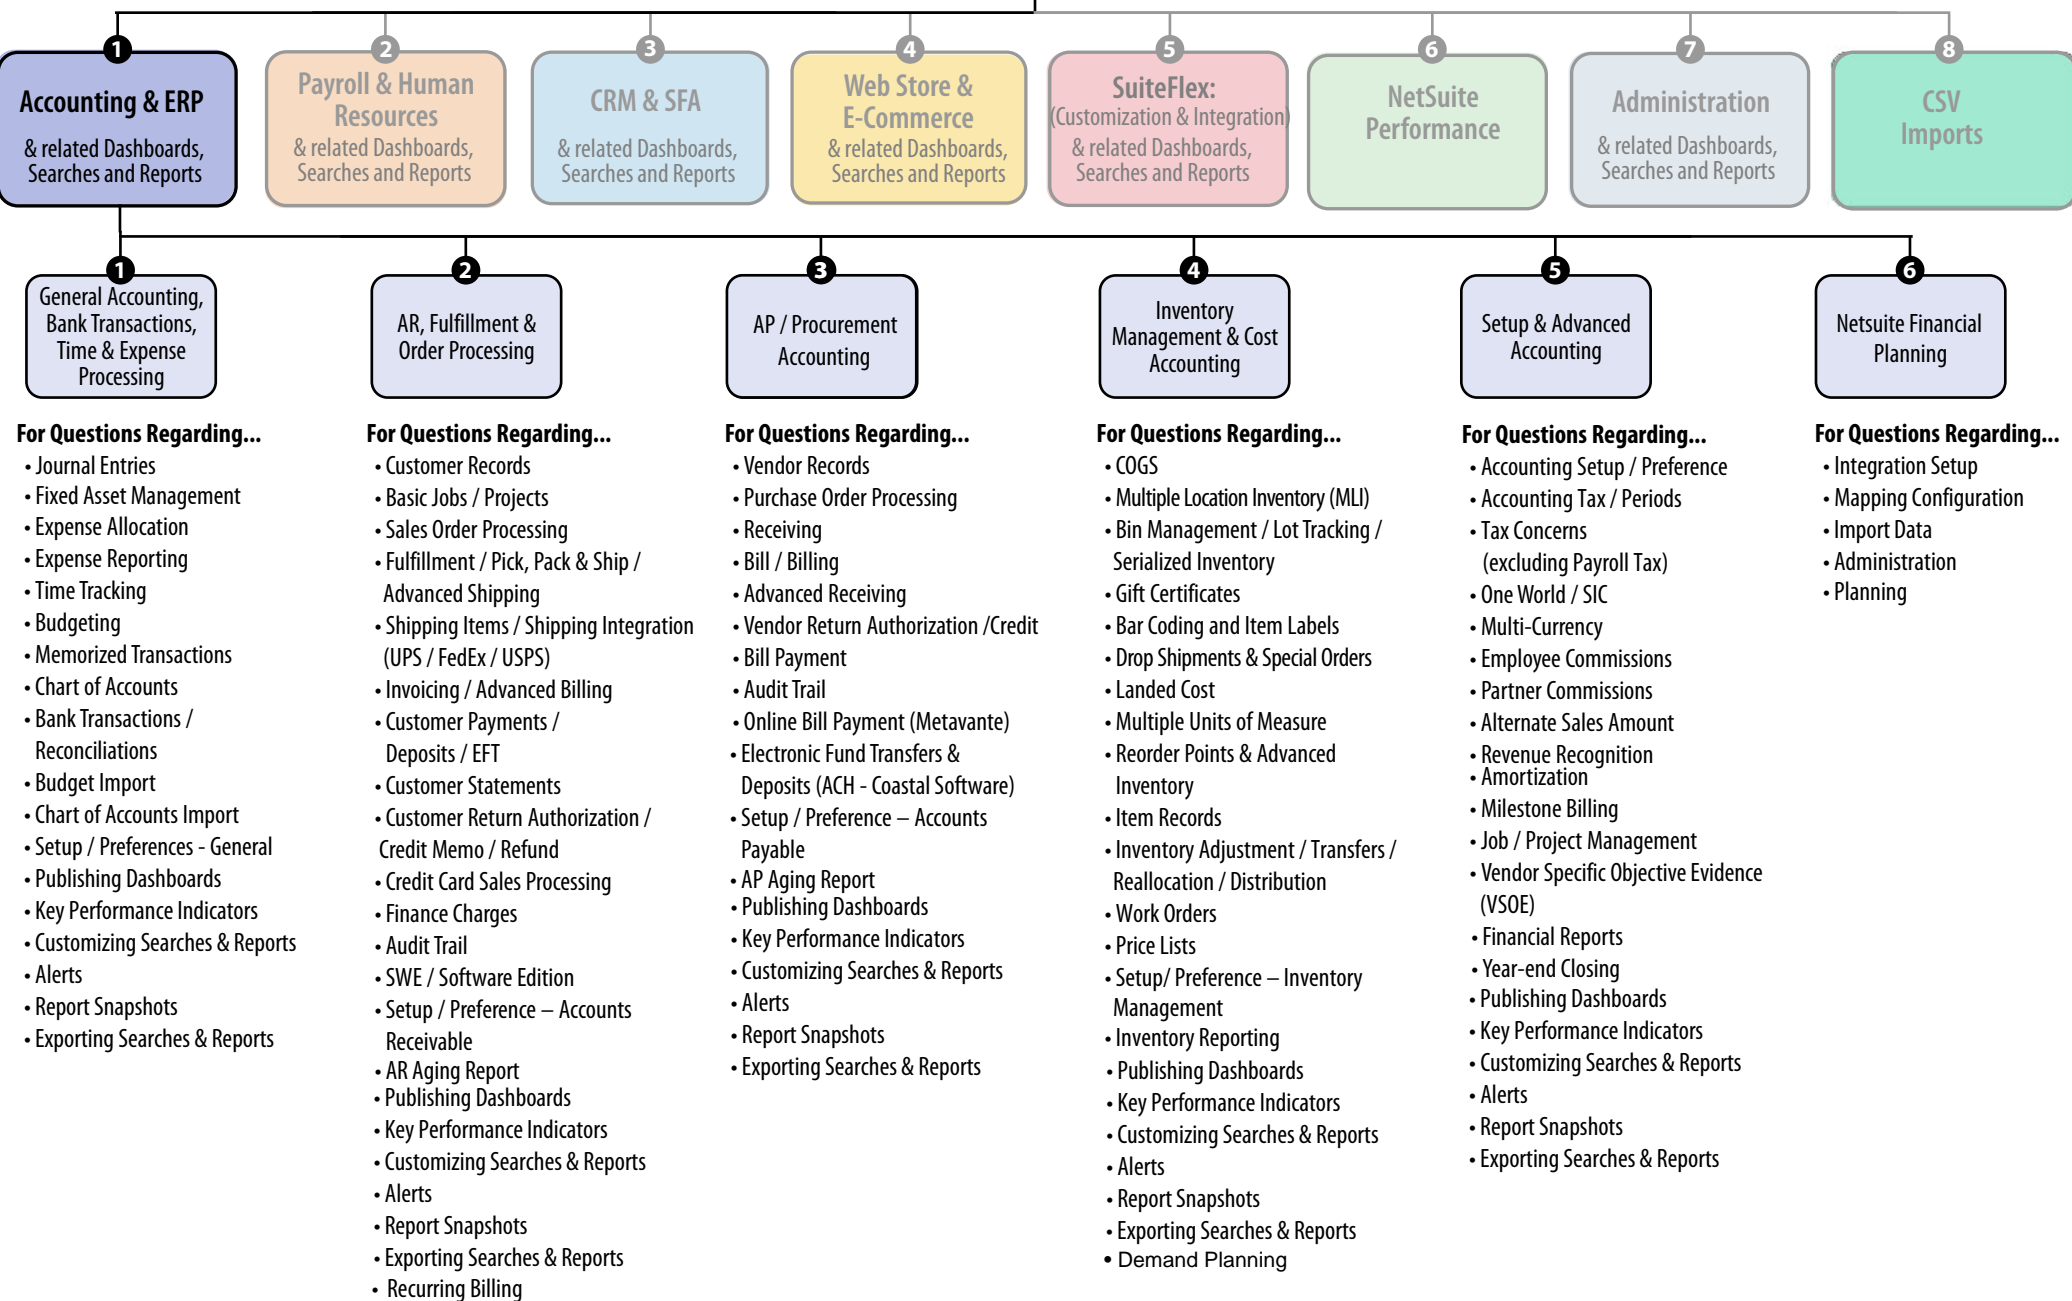 1
Accounting & ERP
& related Dashboards,
Searches and Reports
2
Payroll & Human
Resources
& related Dashboards,
Searches and Reports
3
CRM & SFA
& related Dashboards,
Searches and Reports
4
Web Store &
E-Commerce
& related Dashboards,
Searches and Reports
5
SuiteFlex:
(Customization & Integration)
& related Dashboards,
Searches and Reports
6
NetSuite
Performance
7
Administration
& related Dashboards,
Searches and Reports
8
CSV
Imports
1
General Accounting,
Bank Transactions,
Time & Expense
Processing
For Questions Regarding...
• Journal Entries
• Fixed Asset Management
• Expense Allocation
• Expense Reporting
• Time Tracking
• Budgeting
• Memorized Transactions
• Chart of Accounts
• Bank Transactions /
Reconciliations
• Budget Import
• Chart of Accounts Import
• Setup / Preferences - General
• Publishing Dashboards
• Key Performance Indicators
• Customizing Searches & Reports
• Alerts
• Report Snapshots
• Exporting Searches & Reports
2
AR, Fulfillment &
Order Processing
For Questions Regarding...
• Customer Records
• Basic Jobs / Projects
• Sales Order Processing
• Fulfillment / Pick, Pack & Ship /
Advanced Shipping
• Shipping Items / Shipping Integration
(UPS / FedEx / USPS)
• Invoicing / Advanced Billing
• Customer Payments /
Deposits / EFT
• Customer Statements
• Customer Return Authorization /
Credit Memo / Refund
• Credit Card Sales Processing
• Finance Charges
• Audit Trail
• SWE / Software Edition
• Setup / Preference – Accounts
Receivable
• AR Aging Report
• Publishing Dashboards
• Key Performance Indicators
• Customizing Searches & Reports
• Alerts
• Report Snapshots
• Exporting Searches & Reports
• Recurring Billing
3
AP / Procurement
Accounting
For Questions Regarding...
• Vendor Records
• Purchase Order Processing
• Receiving
• Bill / Billing
• Advanced Receiving
• Vendor Return Authorization /Credit
• Bill Payment
• Audit Trail
• Online Bill Payment (Metavante)
• Electronic Fund Transfers &
Deposits (ACH - Coastal Software)
• Setup / Preference – Accounts
Payable
• AP Aging Report
• Publishing Dashboards
• Key Performance Indicators
• Customizing Searches & Reports
• Alerts
• Report Snapshots
• Exporting Searches & Reports
4
Inventory
Management & Cost
Accounting
For Questions Regarding...
• COGS
• Multiple Location Inventory (MLI)
• Bin Management / Lot Tracking /
Serialized Inventory
• Gift Certificates
• Bar Coding and Item Labels
• Drop Shipments & Special Orders
• Landed Cost
• Multiple Units of Measure
• Reorder Points & Advanced
Inventory
• Item Records
• Inventory Adjustment / Transfers /
Reallocation / Distribution
• Work Orders
• Price Lists
• Setup/ Preference – Inventory
Management
• Inventory Reporting
• Publishing Dashboards
• Key Performance Indicators
• Customizing Searches & Reports
• Alerts
• Report Snapshots
• Exporting Searches & Reports
• Demand Planning
5
Setup & Advanced
Accounting
For Questions Regarding...
• Accounting Setup / Preference
• Accounting Tax / Periods
• Tax Concerns
(excluding Payroll Tax)
• One World / SIC
• Multi-Currency
• Employee Commissions
• Partner Commissions
• Alternate Sales Amount
• Revenue Recognition
• Amortization
• Milestone Billing
• Job / Project Management
• Vendor Specific Objective Evidence
(VSOE)
• Financial Reports
• Year-end Closing
• Publishing Dashboards
• Key Performance Indicators
• Customizing Searches & Reports
• Alerts
• Report Snapshots
• Exporting Searches & Reports
6
Netsuite Financial
Planning
For Questions Regarding...
• Integration Setup
• Mapping Configuration
• Import Data
• Administration
• Planning